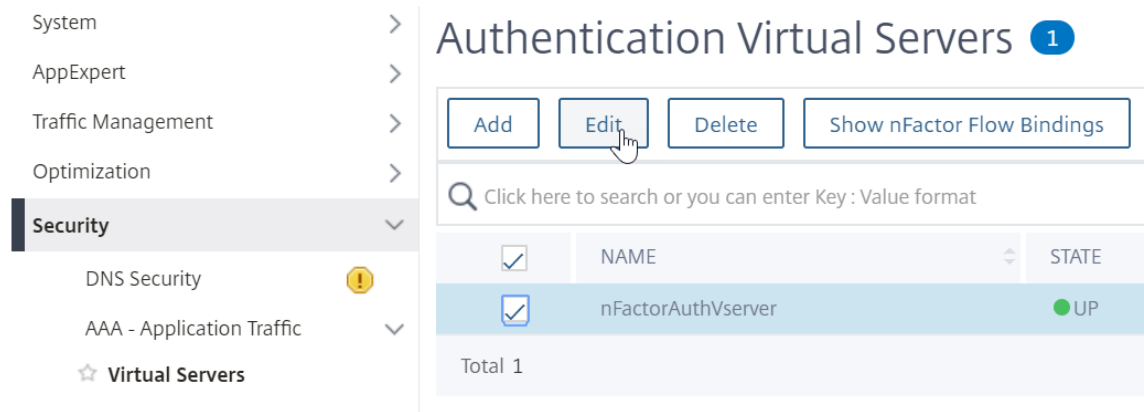 System
AppExpert
Traffic Management
Optimization
Security
DNS Security
AAA - Application Traffic
Virtual Servers
Authentication Virtual Servers 1
Add Edit Delete Show nFactor Flow Bindings
Click here to search or you can enter Key : Value format
NAME STATE
nFactorAuthVserver UP
Total 1